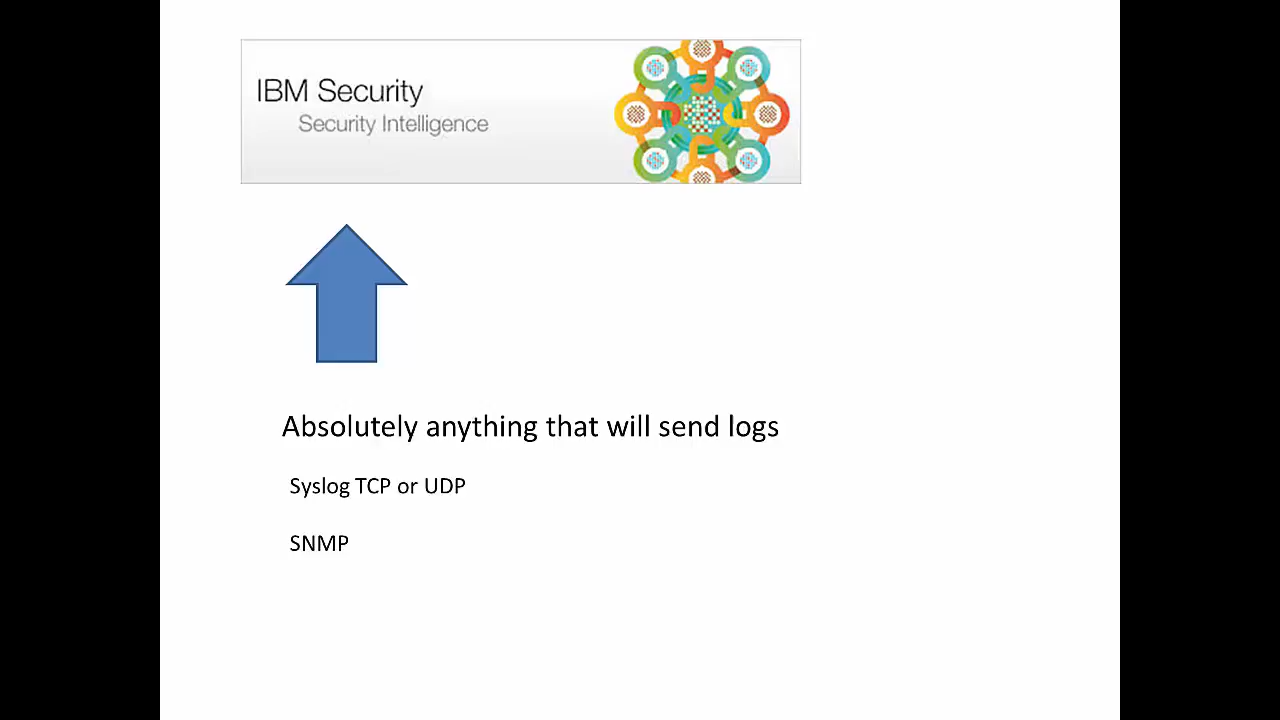 IBM Security
Security Intelligence
Absolutely anything that will send logs
Syslog TCP or UDP
SNMP